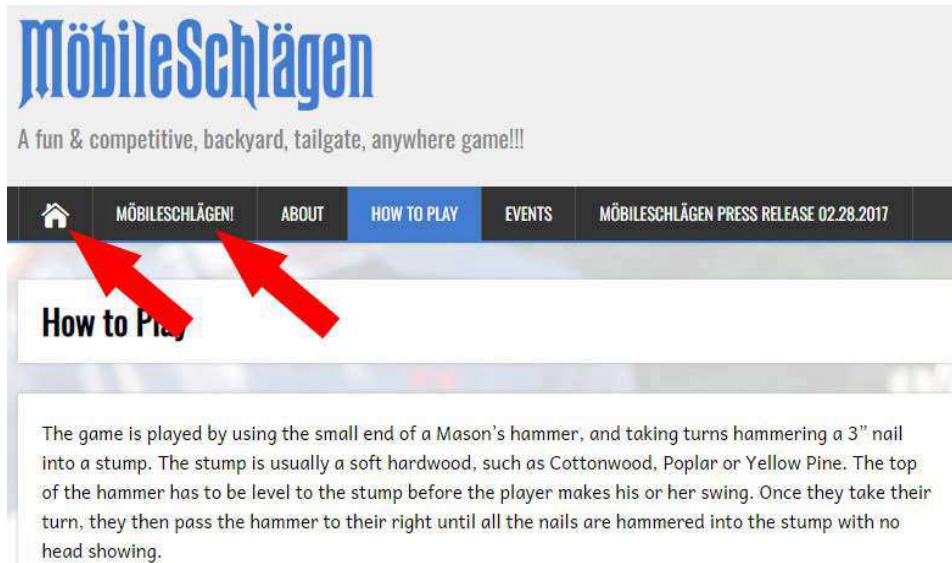 MöbileSchlägen
A fun & competitive, backyard, tailgate, anywhere game!!!
MÖBILESCHLÄGEN! ABOUT HOW TO PLAY EVENTS MÖBILESCHLÄGEN PRESS RELEASE 02.28.2017
How to Play
The game is played by using the small end of a Mason's hammer, and taking turns hammering a 3” nail
into a stump. The stump is usually a soft hardwood, such as Cottonwood, Poplar or Yellow Pine. The top
of the hammer has to be level to the stump before the player makes his or her swing. Once they take their
turn, they then pass the hammer to their right until all the nails are hammered into the stump with no
head showing.